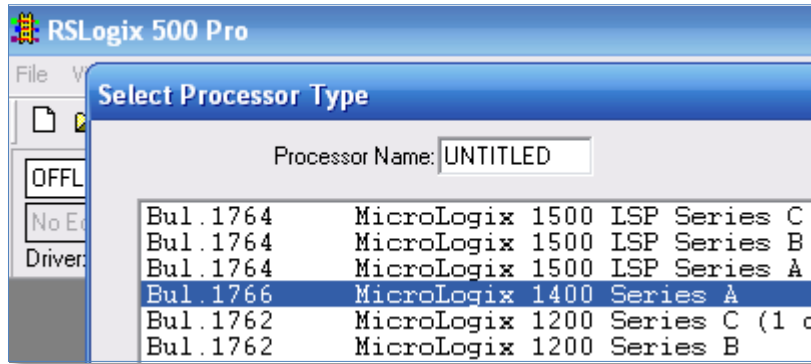 RSLogix 500 Pro
File
Select Processor Type
Processor Name: UNTITLED
OFFL
No Ed
Driver:
Bul.1764 MicroLogix 1500 LSP Series C
Bul.1764 MicroLogix 1500 LSP Series B
Bul.1764 MicroLogix 1500 LSP Series A
Bul.1766 MicroLogix 1400 Series A
Bul.1762 MicroLogix 1200 Series C (1
Bul.1762 MicroLogix 1200 Series B